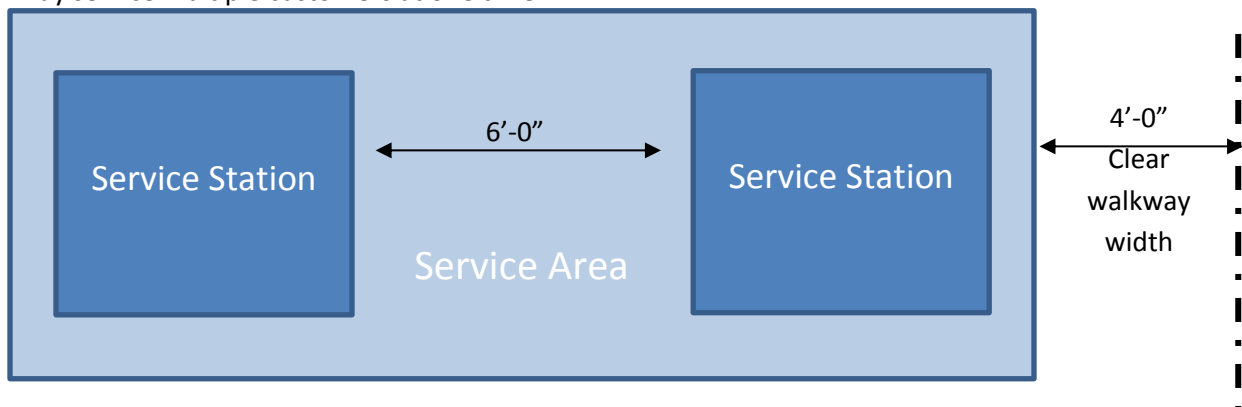 6’-0”
4’-0”
Clear
walkway
width
Service Station
Service Station
Service Area